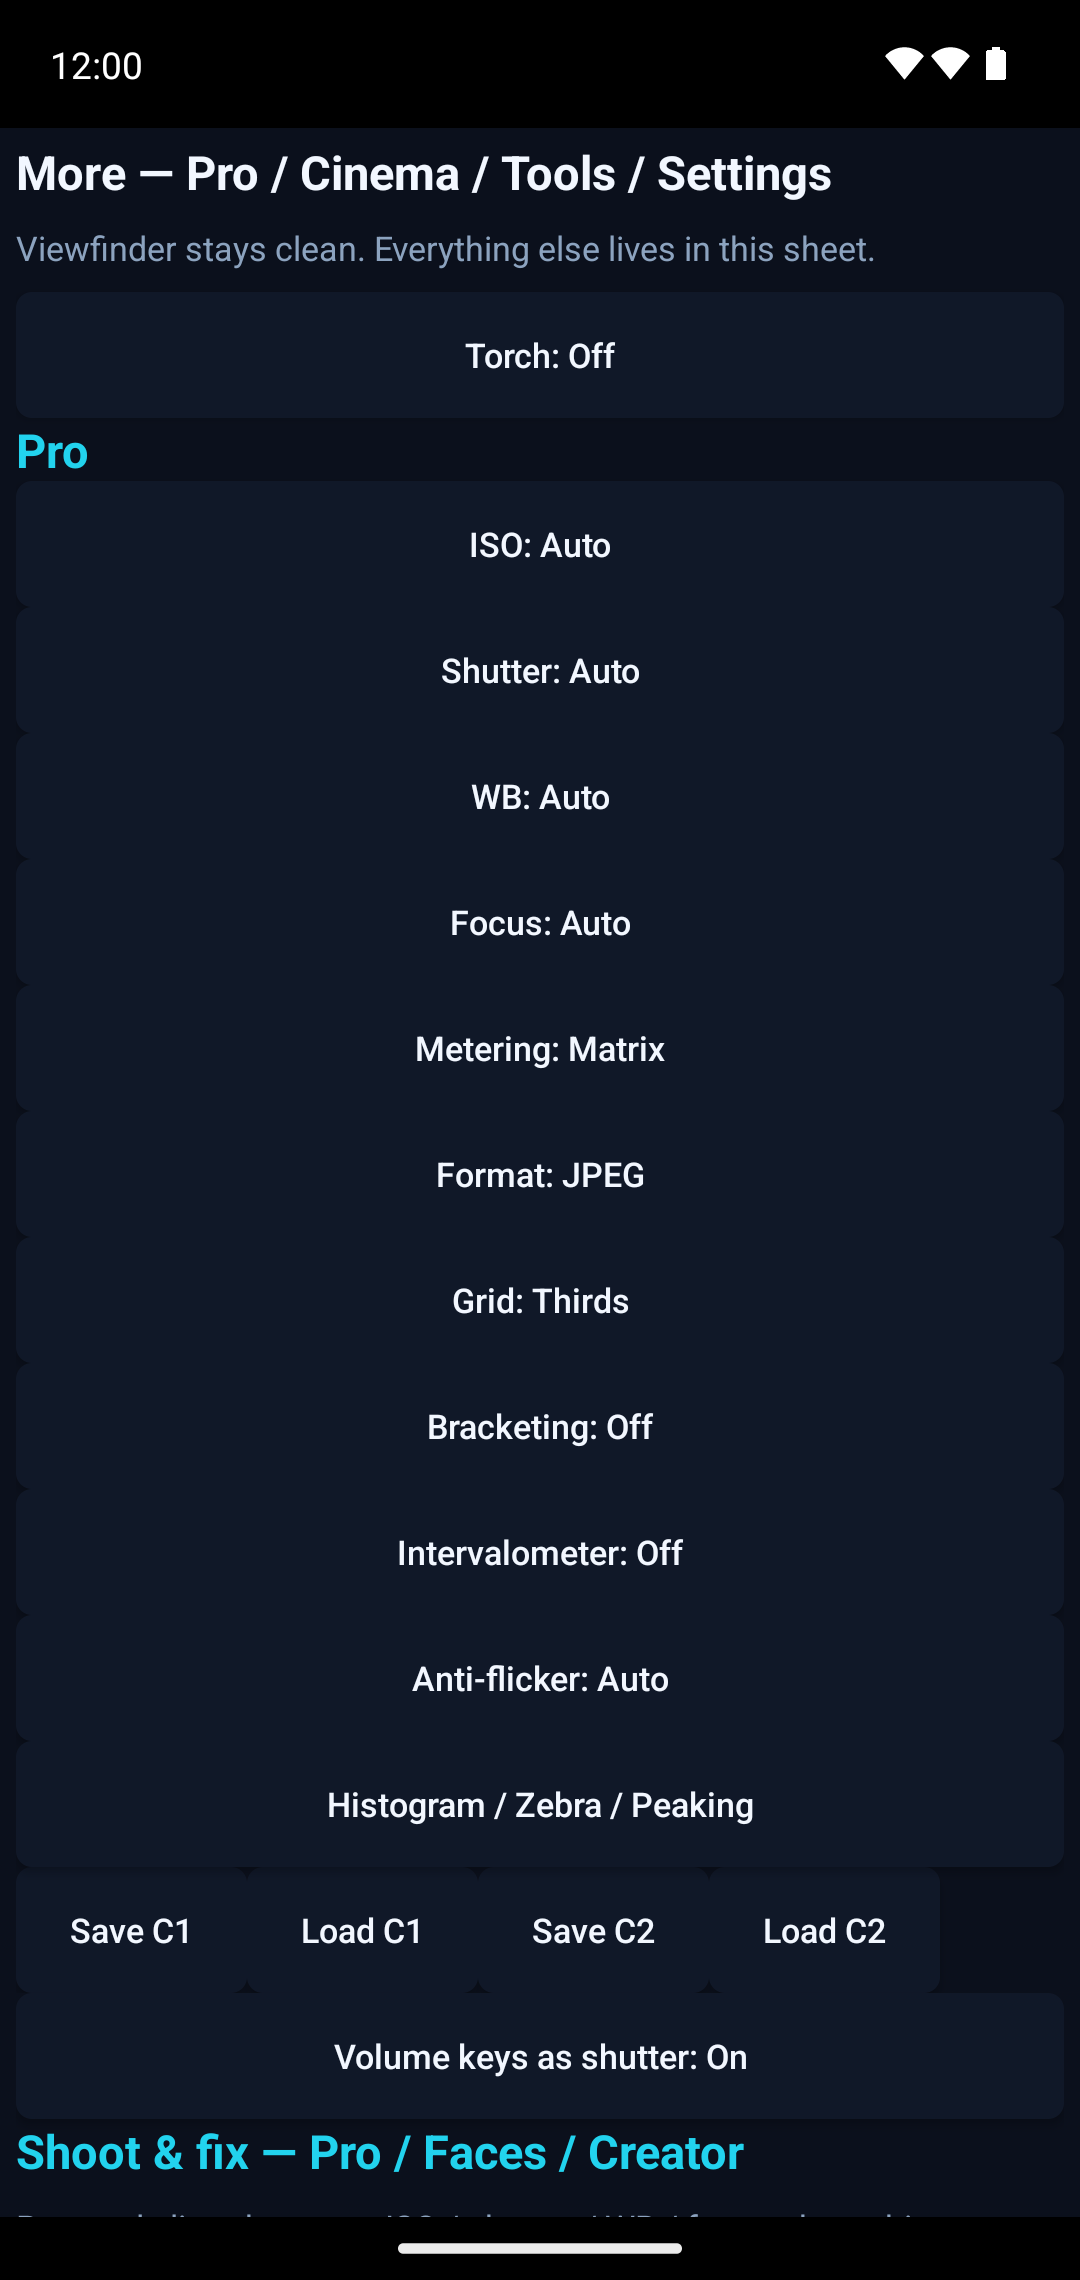 12:00
More — Pro / Cinema / Tools / Settings
Viewfinder stays clean. Everything else lives in this sheet.
Torch: Off
Pro
ISO: Auto
Shutter: Auto
WB: Auto
Focus: Auto
Metering: Matrix
Format: JPEG
Grid: Thirds
Bracketing: Off
Intervalometer: Off
Anti-flicker: Auto
Histogram / Zebra / Peaking
Save C1 Load C1 Save C2 Load C2
Volume keys as shutter: On
Shoot & fix — Pro / Faces / Creator